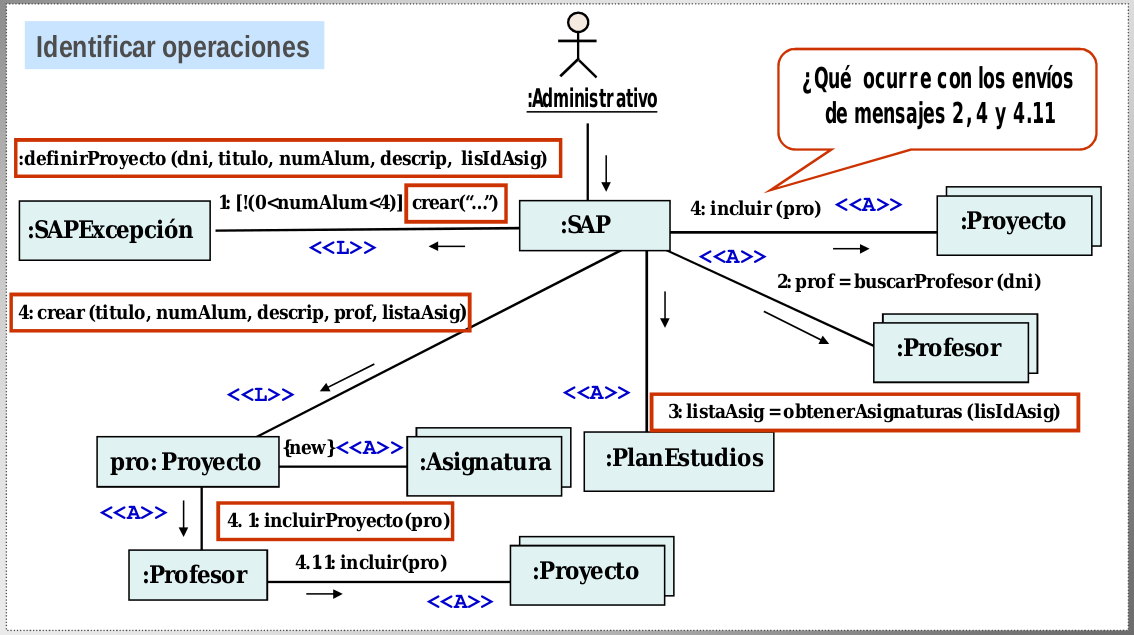 Identificar operaciones
:Administrativo
¿Qué ocurre con los envíos
de mensajes 2, 4 y 4.11
:definirProyecto (dni, titulo, numAlum, descrip, lisIdAsig)
1: [!(0<numAlum<4)] crear(“...”)
:SAPExcepción
<<L>>
:SAP
4: incluir (pro) <<A>>
:Proyecto
<<A>>
2: prof = buscarProfesor (dni)
:Profesor
4: crear (titulo, numAlum, descrip, prof, listaAsig)
<<L>>
<<A>>
3: listaAsig = obtenerAsignaturas (lisIdAsig)
pro: Proyecto
{new} <<A>>
:Asignatura
:PlanEstudios
<<A>>
4. 1: incluirProyecto(pro)
:Profesor
4.11: incluir(pro)
<<A>>
:Proyecto